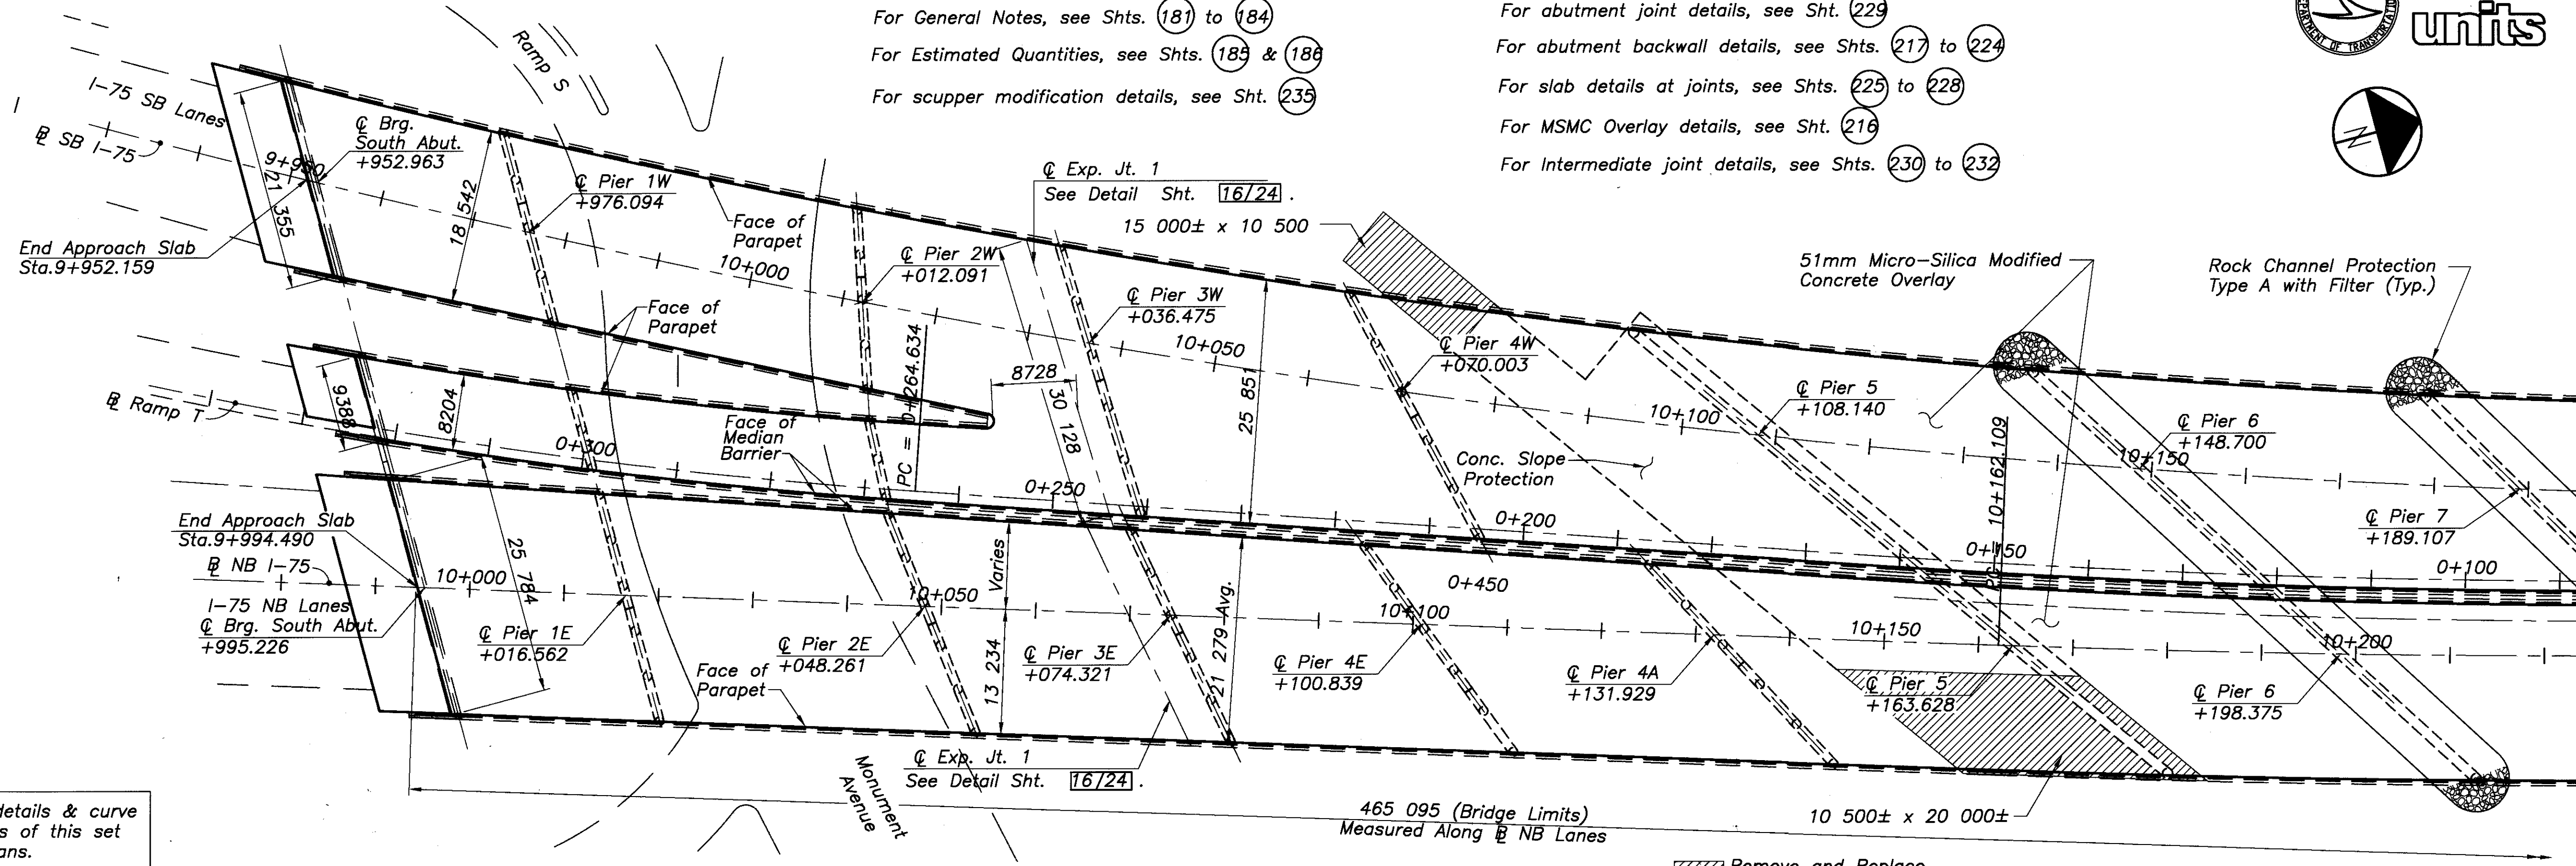 For General Notes, see Shts. 181 to 184
For Estimated Quantities, see Shts. 185 & 186
For scupper modification details, see Sht. 235
For abutment joint details, see Sht. 229
For abutment backwall details, see Shts. 217 to 224
For slab details at joints, see Shts. 225 to 228
For MSMC Overlay details, see Sht. 216
For Intermediate joint details, see Shts. 230 to 232
DEPARTMENT OF TRANSPORTATION
units
N
Ramp S
I-75 SB Lanes
℄ SB I-75
9+950
21 355
℄ Brg.
South Abut.
+952.963
End Approach Slab
Sta.9+952.159
18 542
℄ Pier 1W
+976.094
Face of
Parapet
10+000
℄ Pier 2W
+012.091
℄ Exp. Jt. 1
See Detail Sht. 16/24 .
15 000± x 10 500
℄ Pier 3W
+036.475
10+050
Face of
Parapet
PC = 0+264.634
8728
30 128
25 851
℄ Pier 4W
+070.003
51mm Micro-Silica Modified
Concrete Overlay
Rock Channel Protection
Type A with Filter (Typ.)
℄ Pier 5
+108.140
10+100
℄ Pier 6
+148.700
10+150
℄ Pier 7
+189.107
Conc. Slope
Protection
PC = 10+162.109
℄ Ramp T
9388
8204
0+300
Face of
Median
Barrier
0+250
0+200
0+150
0+100
End Approach Slab
Sta.9+994.490
℄ NB I-75
I-75 NB Lanes
℄ Brg. South Abut.
+995.226
10+000
25 784
℄ Pier 1E
+016.562
Varies
10+050
13 234
℄ Pier 2E
+048.261
℄ Pier 3E
+074.321
21 279 Avg.
10+100
0+450
℄ Pier 4E
+100.839
℄ Pier 4A
+131.929
10+150
℄ Pier 5
+163.628
10+200
℄ Pier 6
+198.375
Face of
Parapet
℄ Exp. Jt. 1
See Detail Sht. 16/24 .
Monument
Avenue
465 095 (Bridge Limits)
Measured Along ℄ NB Lanes
10 500± x 20 000±
details & curve
s of this set
ans.
Remove and Replace